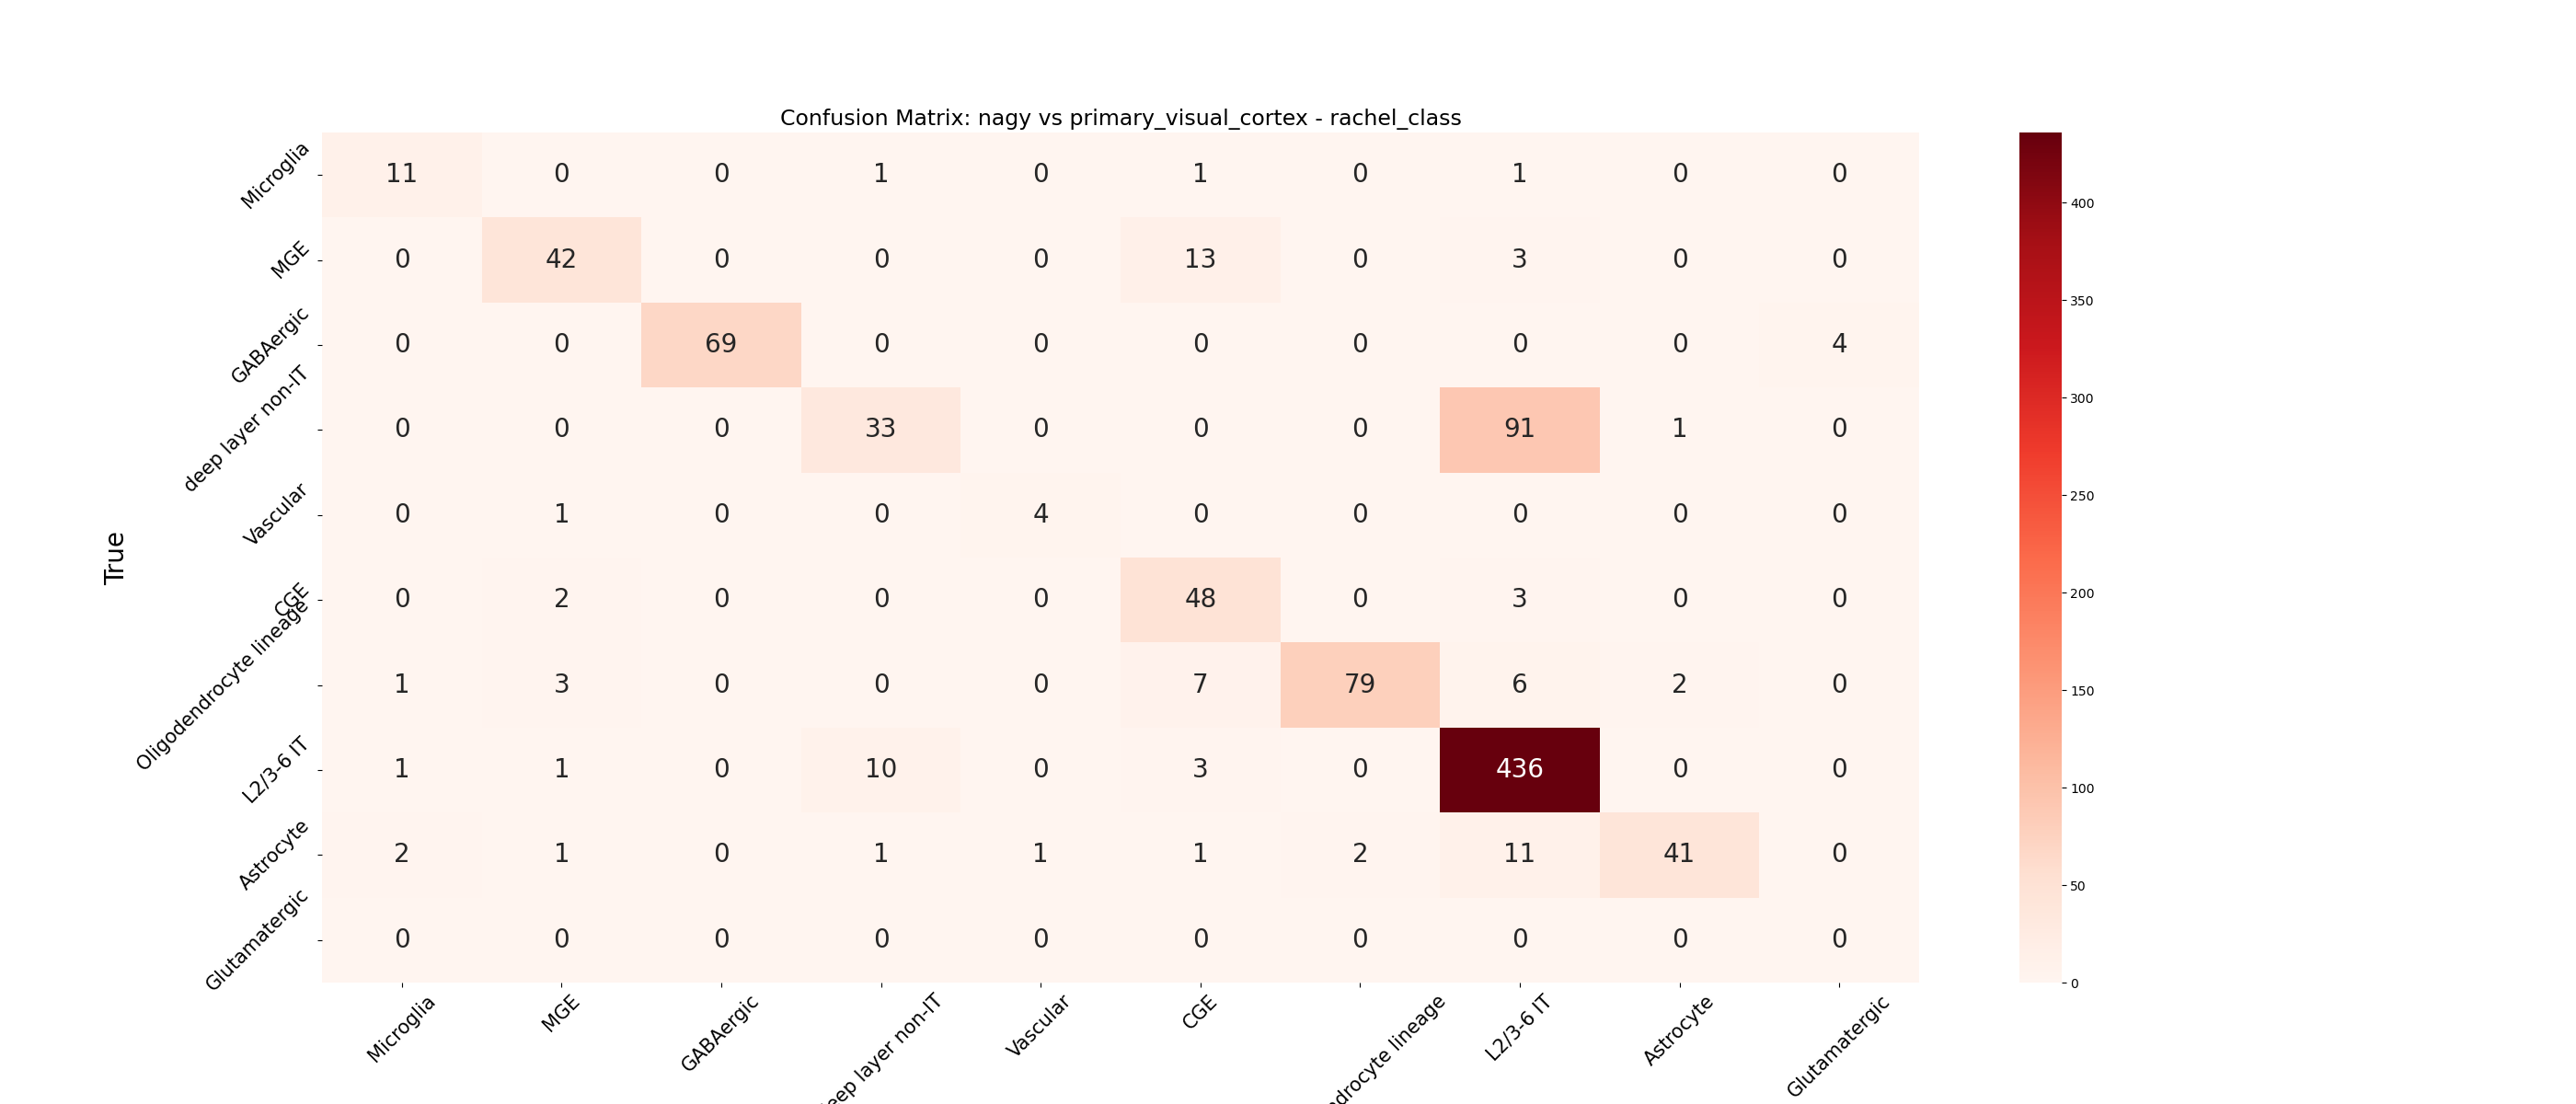 Confusion Matrix: nagy vs primary_visual_cortex - rachel_class
Microglia 11 0 0 1 0 1 0 1 0 0
MGE 0 42 0 0 0 13 0 3 0 0
GABAergic 0 0 69 0 0 0 0 0 0 4
deep layer non-IT 0 0 0 33 0 0 0 91 1 0
Vascular 0 1 0 0 4 0 0 0 0 0
CGE 0 2 0 0 0 48 0 3 0 0
Oligodendrocyte lineage 1 3 0 0 0 7 79 6 2 0
L2/3-6 IT 1 1 0 10 0 3 0 436 0 0
Astrocyte 2 1 0 1 1 1 2 11 41 0
Glutamatergic 0 0 0 0 0 0 0 0 0 0
True
Microglia
MGE
GABAergic
eep layer non-IT
Vascular
CGE
ndrocyte lineage
L2/3-6 IT
Astrocyte
Glutamatergic
400
350
300
250
200
150
100
50
0